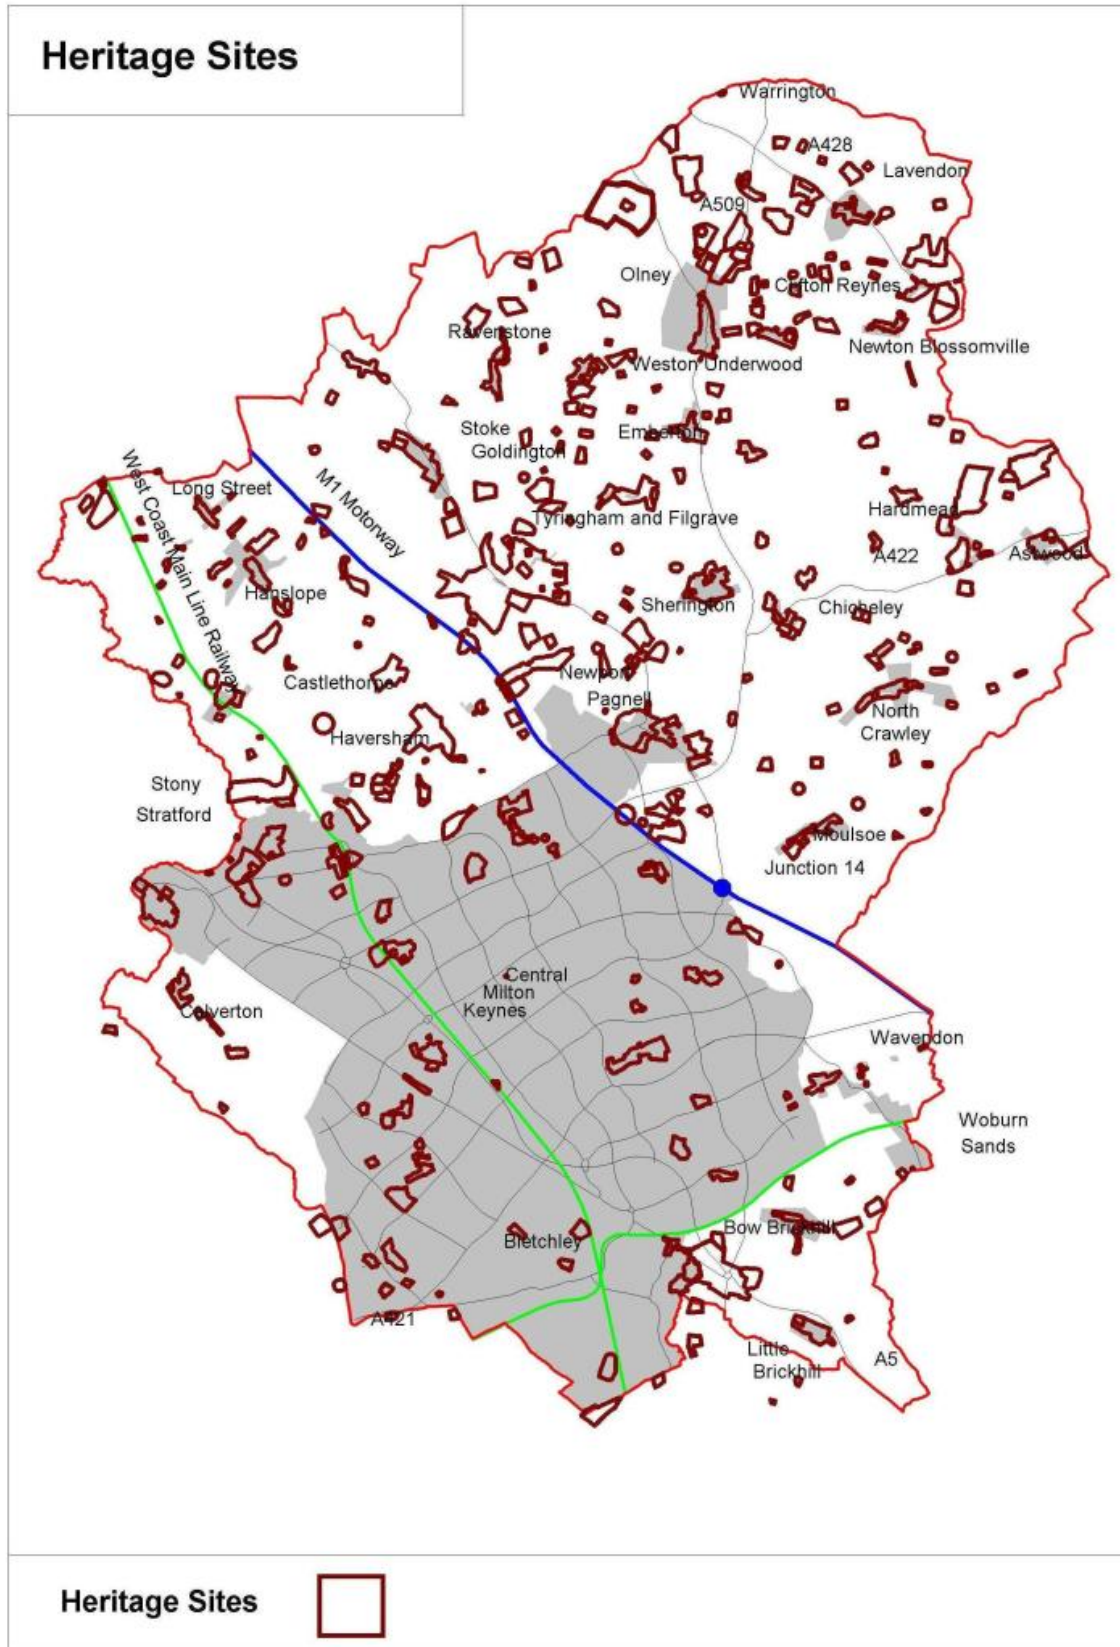 Heritage Sites
Warrington
A428
Lavendon
A509
Olney
Clifton Reynes
Ravenstone
Newton Blossomville
Weston Underwood
Stoke
Goldington
Emberton
West Coast Main Line Railway
Long Street
M1 Motorway
Hardmead
Tyringham and Filgrave
A422
Astwood
Hanslope
Sherington
Chicheley
Castlethorpe
Newport
Pagnell
North
Crawley
Haversham
Stony
Stratford
Moulsoe
Junction 14
Central
Milton
Keynes
Calverton
Wavendon
Woburn
Sands
Bow Brickhill
Bletchley
A421
Little
Brickhill
A5
Heritage Sites